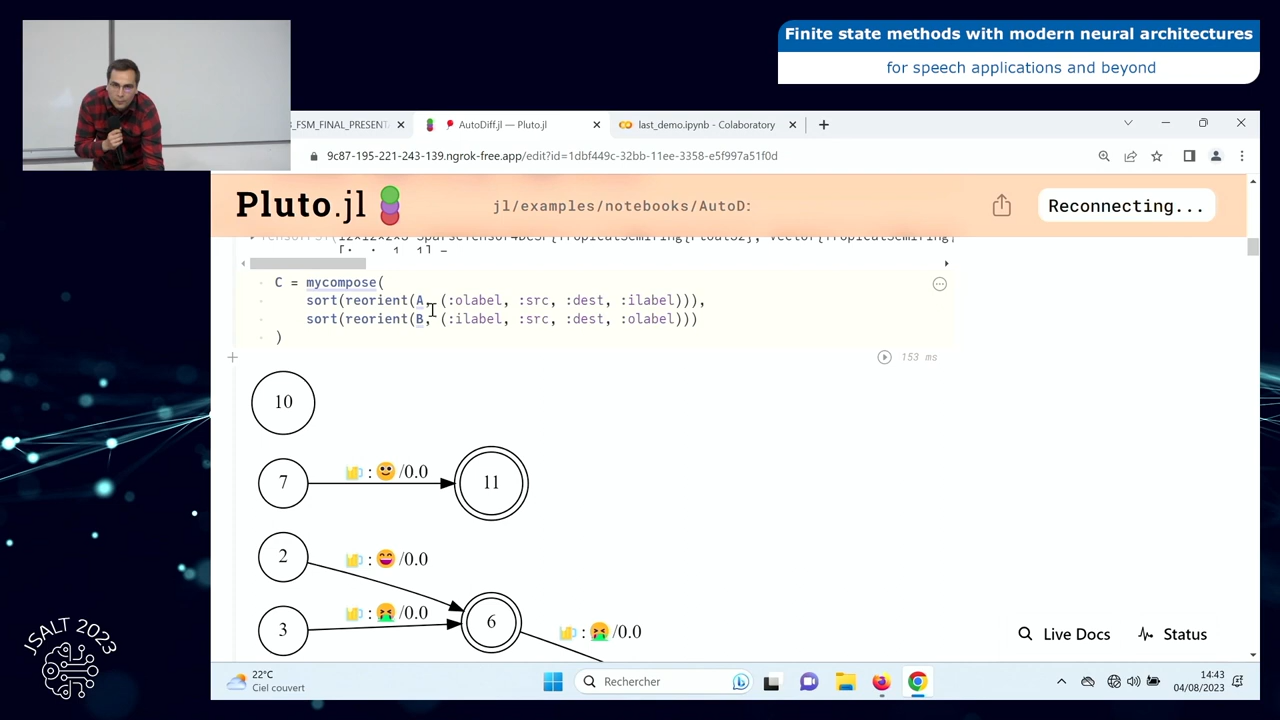 Finite state methods with modern neural architectures
for speech applications and beyond
_FSM_FINAL_PRESENT
AutoDiff.jl — Pluto.jl
last_demo.ipynb - Colaboratory
9c87-195-221-243-139.ngrok-free.app/edit?id=1dbf449c-32bb-11ee-3358-e5f997a51f0d
Pluto.jl
jl/examples/notebooks/AutoD:
Reconnecting...
[:, :, 1, 1] =
C = mycompose(
sort(reorient(A, (:olabel, :src, :dest, :ilabel))),
sort(reorient(B, (:ilabel, :src, :dest, :olabel)))
)
153 ms
10
7
🍺:🙂/0.0
11
2
🍺:😄/0.0
3
🍺:🤮/0.0
6
🍺:🤮/0.0
Live Docs
Status
JSALT 2023
22°C
Ciel couvert
Rechercher
14:43
04/08/2023